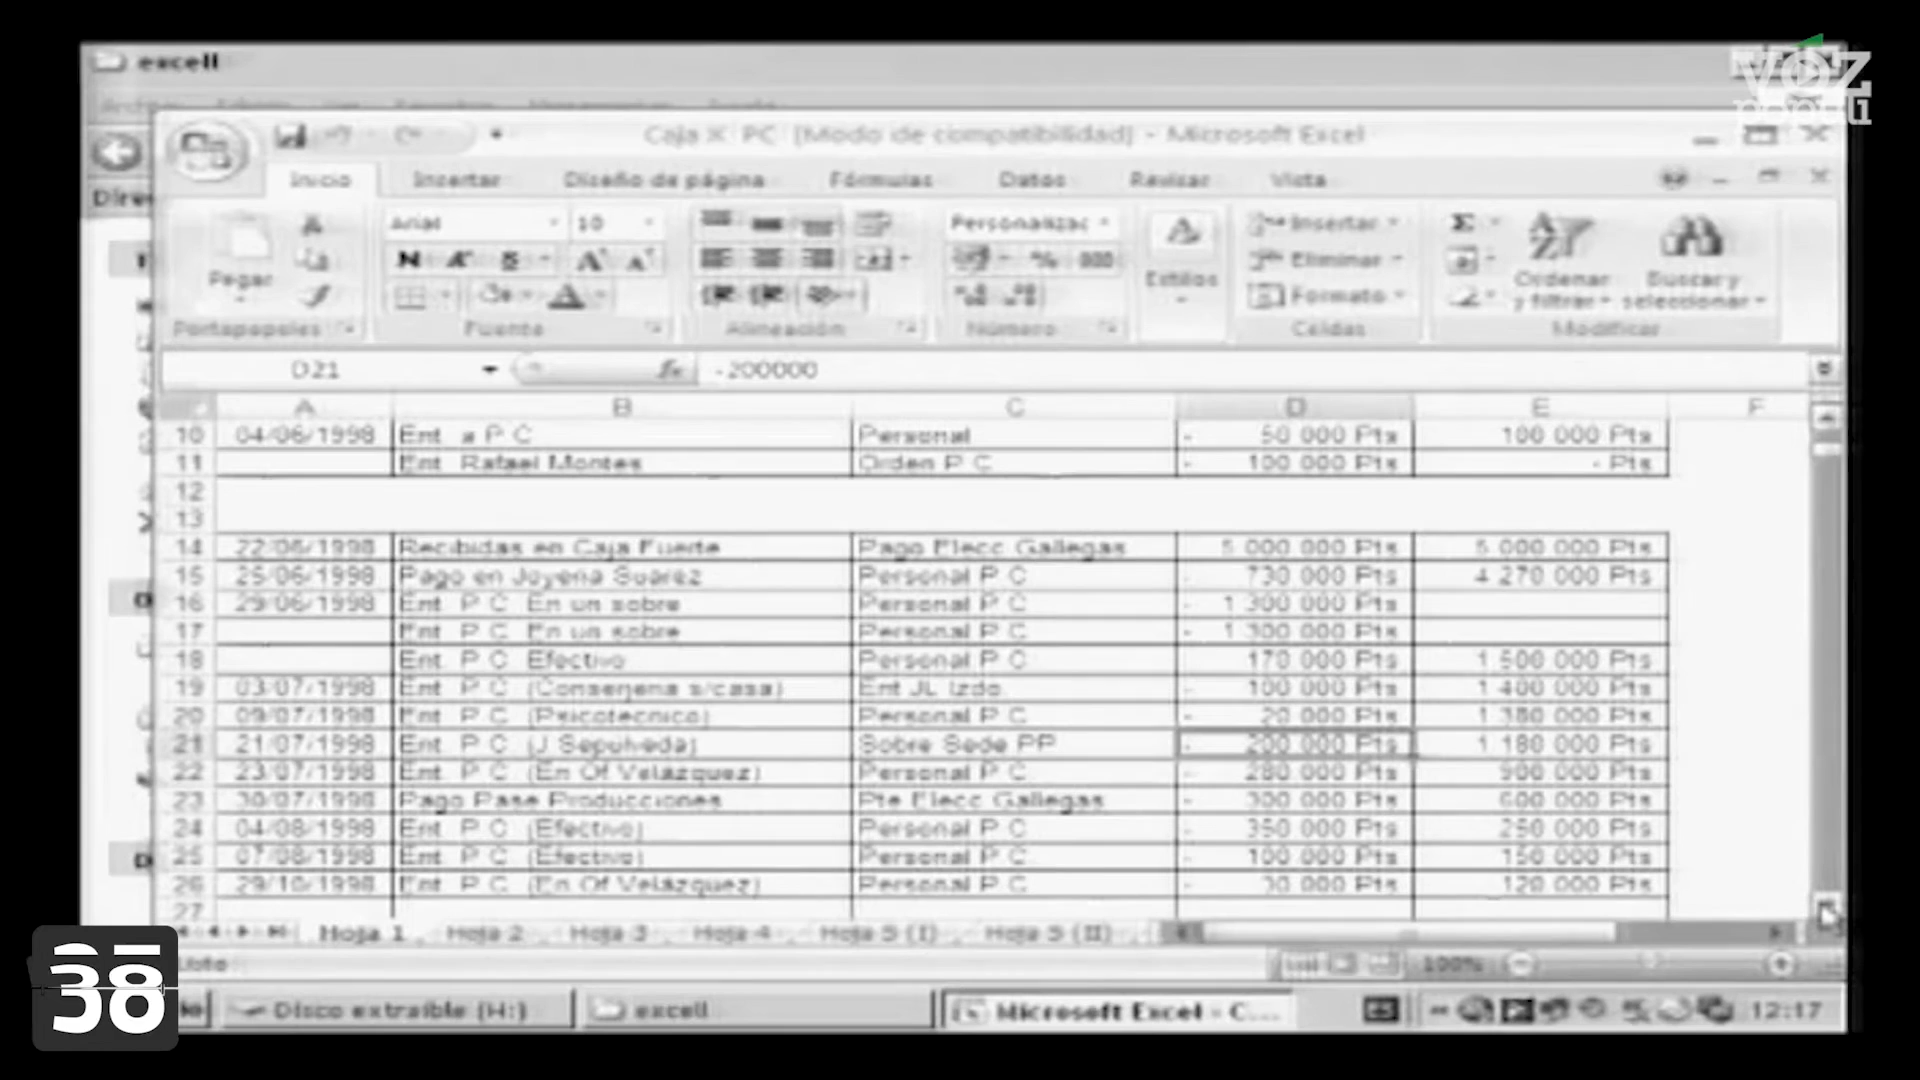 excell
VOZ
pópuli
Caja X PC [Modo de compatibilidad] - Microsoft Excel
Inicio Insertar Diseño de página Fórmulas Datos Revisar Vista
Arial 10 Personalizac Insertar
Pegar N Estilos Eliminar Ordenar y filtrar Buscar y seleccionar
Formato
Portapapeles Fuente Alineación Número Celdas Modificar
D21 fx -200000
A B C D E F
10 04/06/1998 Ent a P C Personal - 50 000 Pts 100 000 Pts
11 Ent Rafael Montes Orden P C - 100 000 Pts - Pts
12
13
14 22/06/1998 Recibidas en Caja Fuerte Pago Elecc Gallegas 5 000 000 Pts 5 000 000 Pts
15 25/06/1998 Pago en Joyería Suárez Personal P C - 730 000 Pts 4 270 000 Pts
16 29/06/1998 Ent P C En un sobre Personal P C - 1 300 000 Pts
17 Ent P C En un sobre Personal P C - 1 300 000 Pts
18 Ent P C Efectivo Personal P C - 170 000 Pts 1 500 000 Pts
19 03/07/1998 Ent P C (Conserjería s/casa) Ent JL Izdo. - 100 000 Pts 1 400 000 Pts
20 09/07/1998 Ent P C (Psicotecnico) Personal P C - 20 000 Pts 1 380 000 Pts
21 21/07/1998 Ent P C (J Sepulveda) Sobre Sede PP - 200 000 Pts 1 180 000 Pts
22 23/07/1998 Ent. P C (En Of Velázquez) Personal P C. - 280 000 Pts 900 000 Pts
23 30/07/1998 Pago Pase Producciones Pte Elecc Gallegas - 300 000 Pts 600 000 Pts
24 04/08/1998 Ent P C (Efectivo) Personal P C - 350 000 Pts 250 000 Pts
25 07/08/1998 Ent P C (Efectivo) Personal P C. - 100 000 Pts 150 000 Pts
26 29/10/1998 Ent P C (En Of Velázquez) Personal P C - 30 000 Pts 120 000 Pts
27
Hoja 1 Hoja 2 Hoja 3 Hoja 4 Hoja 5 (I) Hoja 5 (II)
Listo 100%
Disco extraíble (H:) excell Microsoft Excel - C... 12:17
38